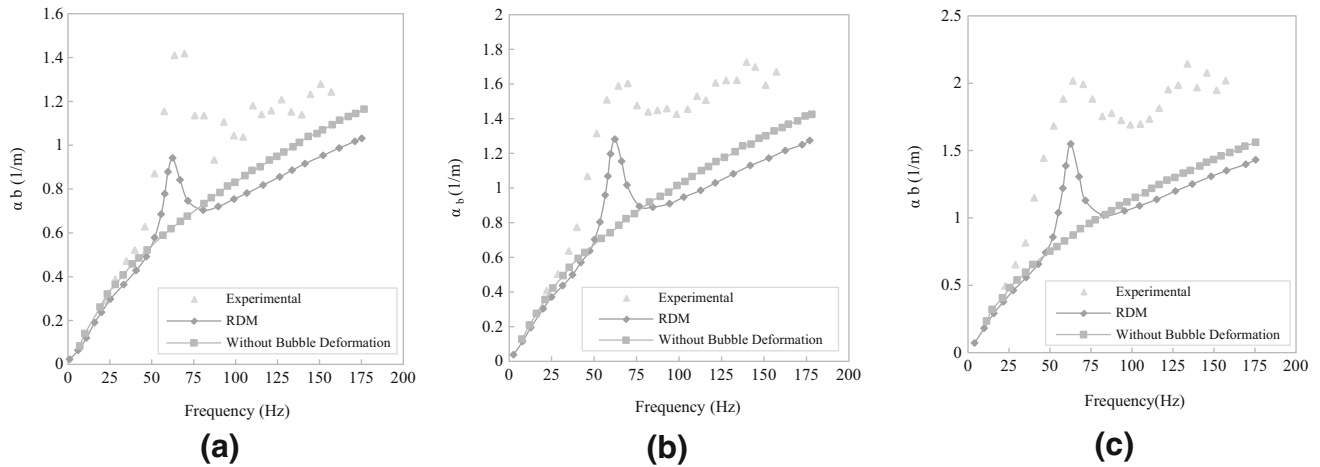 1.6
1.4
1.2
1
0.8
0.6
0.4
0.2
0
α b (1/m)
0 25 50 75 100 125 150 175 200
Frequency (Hz)
Experimental
RDM
Without Bubble Deformation
(a)
2
1.8
1.6
1.4
1.2
1
0.8
0.6
0.4
0.2
0
α b (1/m)
0 25 50 75 100 125 150 175 200
Frequency (Hz)
Experimental
RDM
Without Bubble Deformation
(b)
2.5
2
1.5
1
0.5
0
α b (1/m)
0 25 50 75 100 125 150 175 200
Frequency(Hz)
Experimental
RDM
Without Bubble Deformation
(c)